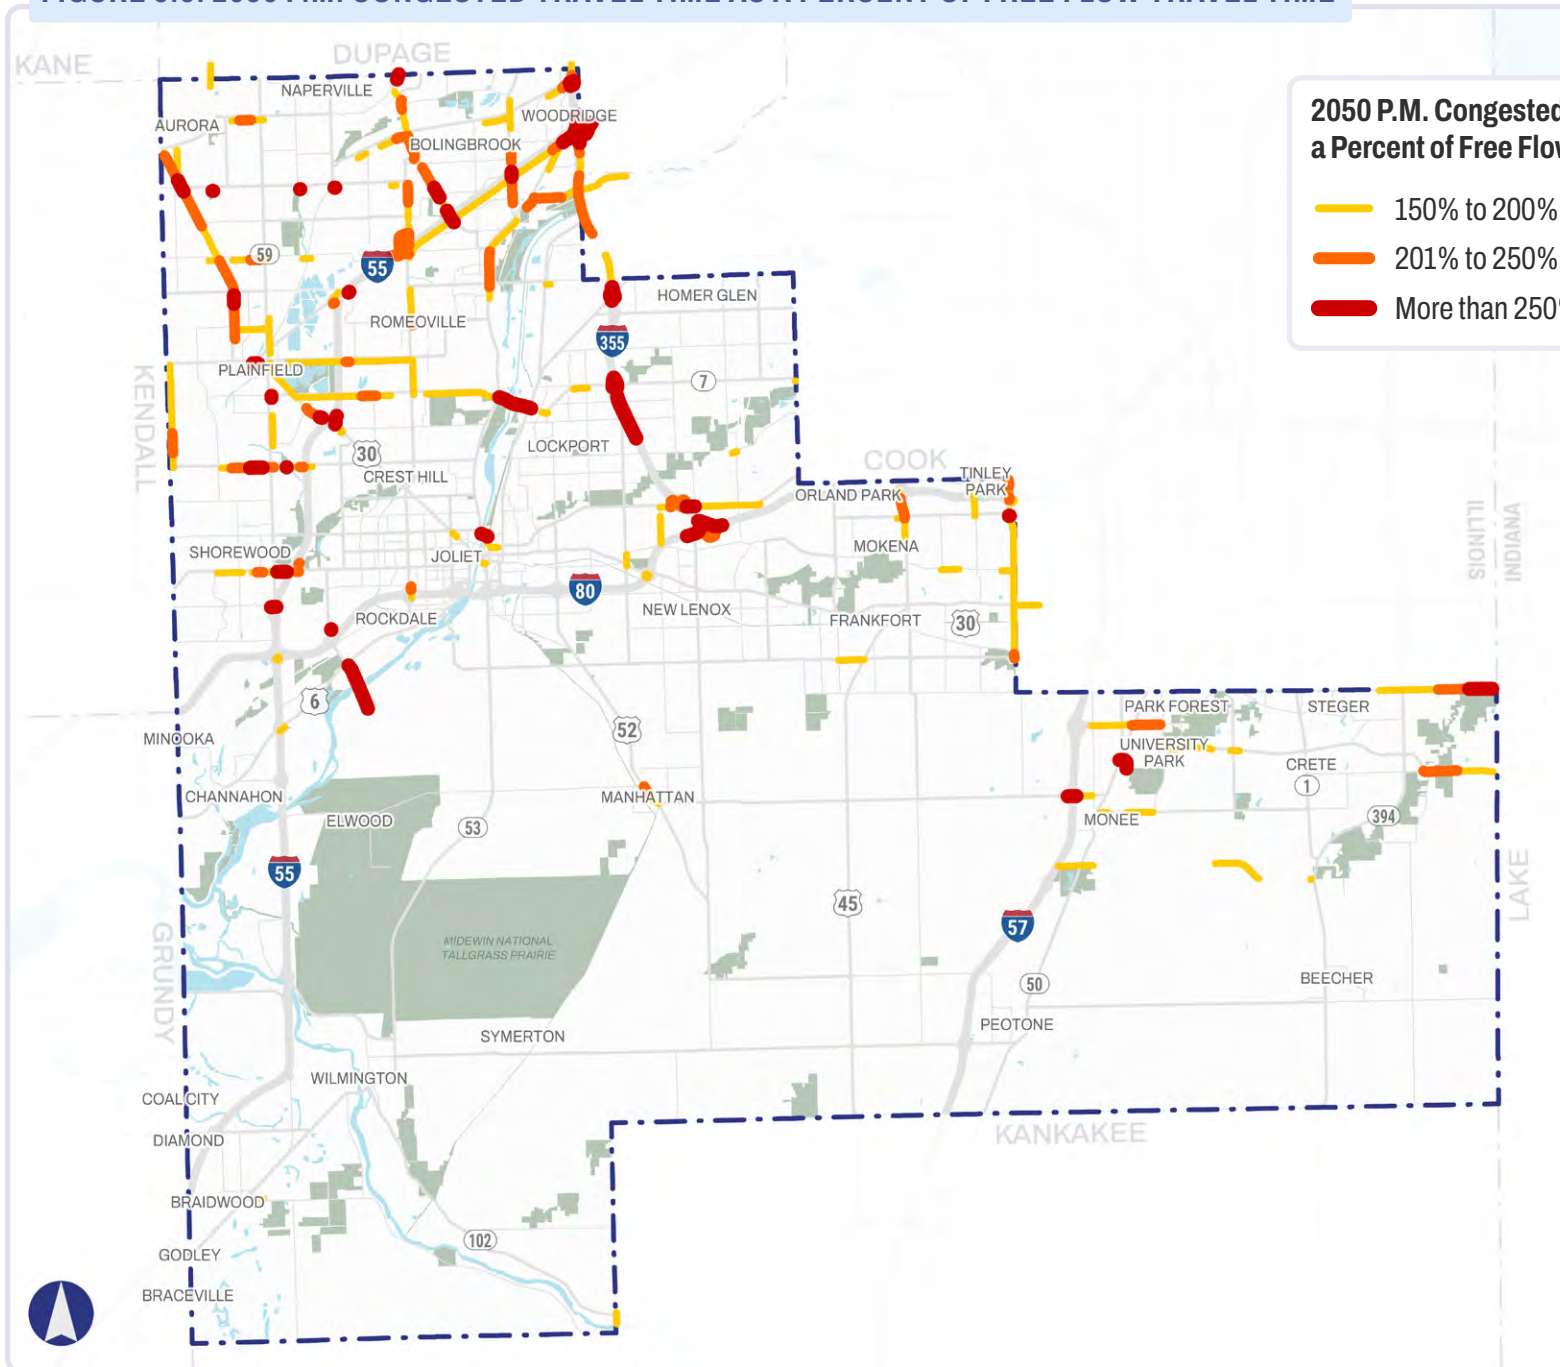 KANE
DUPAGE
NAPERVILLE
AURORA
WOODRIDGE
BOLINGBROOK
2050 P.M. Congested
a Percent of Free Flow
150% to 200%
201% to 250%
More than 250%
59
55
HOMER GLEN
ROMEOVILLE
355
PLAINFIELD
7
KENDALL
LOCKPORT
30
CREST HILL
COOK
TINLEY
PARK
ORLAND PARK
ILLINOIS
INDIANA
SHOREWOOD
JOLIET
MOKENA
80
NEW LENOX
ROCKDALE
FRANKFORT
30
6
MINOOKA
52
PARK FOREST
STEGER
UNIVERSITY
PARK
CRETE
1
CHANNAHON
MANHATTAN
ELWOOD
53
MONEE
394
55
45
57
LAKE
GRUNDY
MIDEWIN NATIONAL
TALLGRASS PRAIRIE
BEECHER
50
PEOTONE
SYMERTON
WILMINGTON
COAL CITY
DIAMOND
KANKAKEE
BRAIDWOOD
102
GODLEY
BRACEVILLE